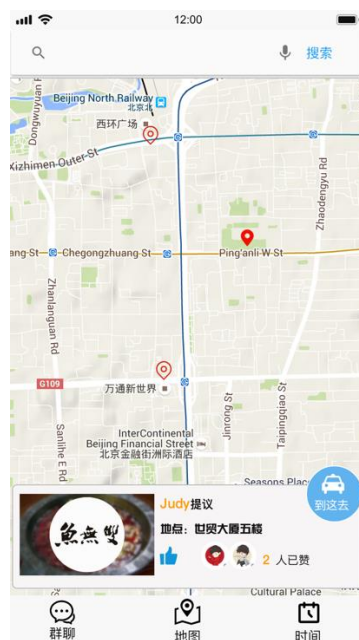 12:00
搜索
Beijing North Railway
北京北
Dongwuyuan Rd
西环广场
Xizhimen Outer St
Zhaodengyu Rd
ang St
Chegongzhuang St
Ping'anli W St
Zhanlanguan Rd
G109
万通新世界
Sanlihe E Rd
Jinrong St
Taipingqiao St
InterContinental
Beijing Financial Street
北京金融街洲际酒店
Seasons Place
到这去
魚無雙
Judy提议
地点：世贸大厦五楼
2 人已赞
Cultural Palace
群聊
地图
时间